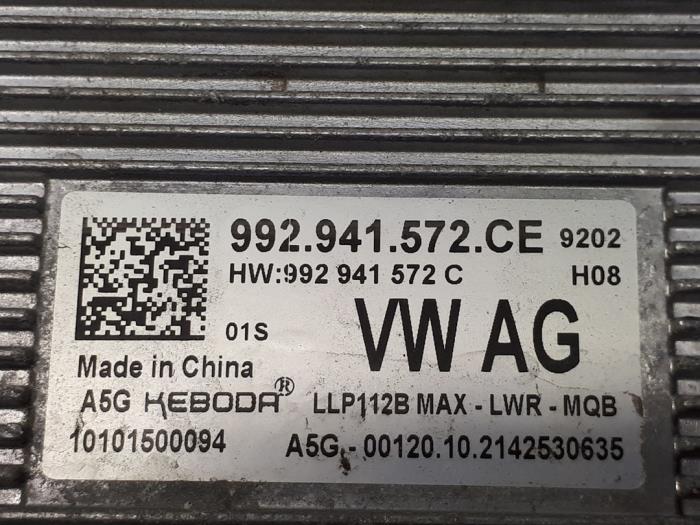 992.941.572.CE 9202
HW:992 941 572 C H08
01S VW AG
Made in China
A5G KEBODA® LLP112B MAX - LWR - MQB
10101500094 A5G - 00120.10.2142530635